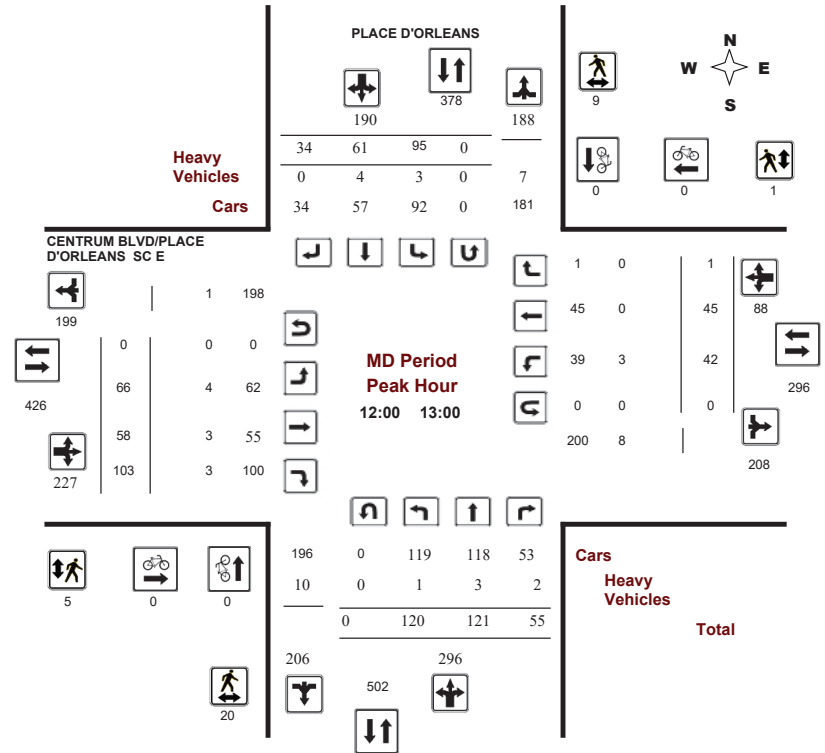 PLACE D'ORLEANS
N
W E
S
378
9
190 188
34 61 95 0
Heavy
Vehicles
0 4 3 0 7
0 0 1
Cars
34 57 92 0 181
CENTRUM BLVD/PLACE
D'ORLEANS SC E
1 198
199
1 0 1
45 0 45 88
0 0 0
MD Period
Peak Hour
12:00 13:00
39 3 42
66 4 62
426
296
0 0 0
58 3 55
200 8
208
103 3 100
227
196 0 119 118 53
Cars
10 0 1 3 2
Heavy
Vehicles
5 0 0
0 120 121 55
Total
206 296
502
20